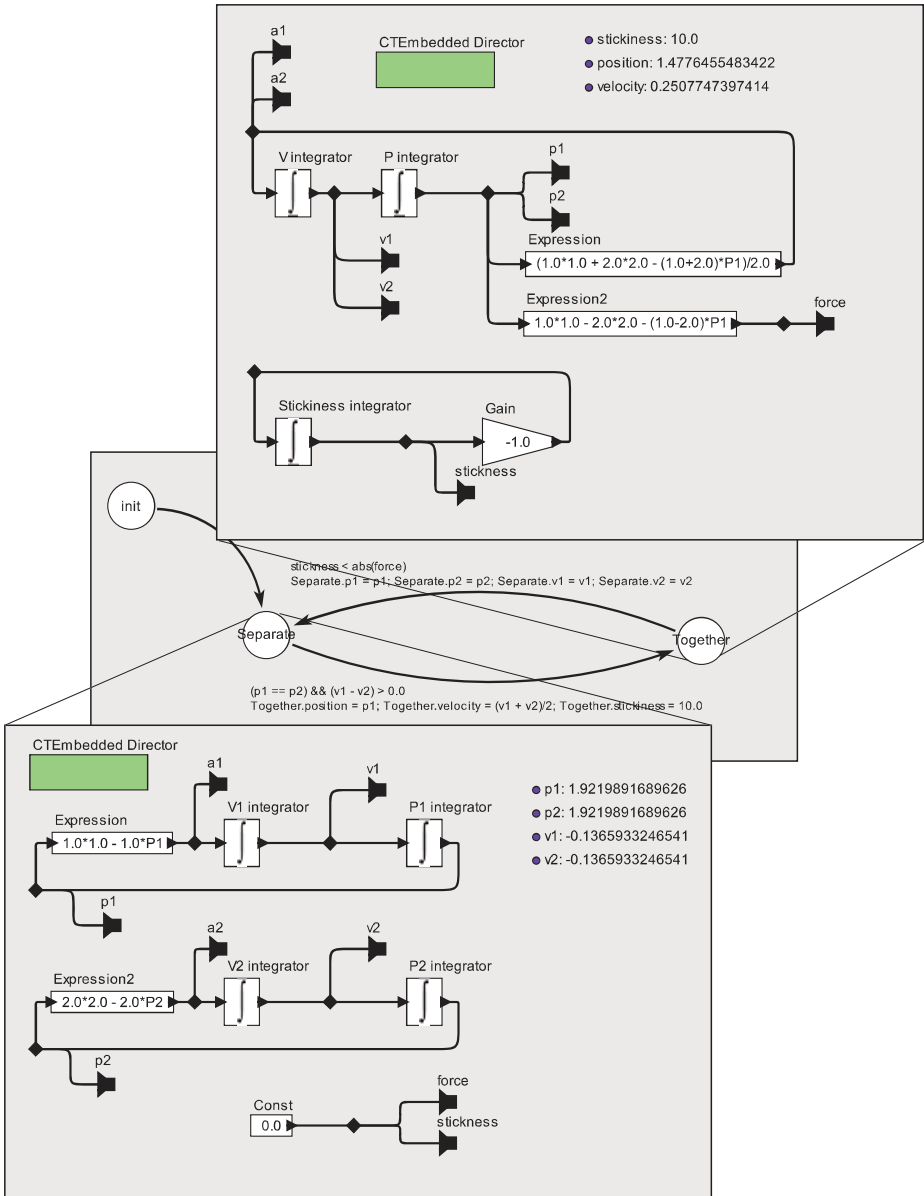 a1
CTEmbedded Director
stickiness: 10.0
position: 1.4776455483422
velocity: 0.2507747397414
a2
V integrator
P integrator
p1
p2
Expression
(1.0*1.0 + 2.0*2.0 - (1.0+2.0)*P1)/2.0
v1
v2
Expression2
1.0*1.0 - 2.0*2.0 - (1.0-2.0)*P1
force
Stickiness integrator
Gain
-1.0
stickness
init
stickness < abs(force)
Separate.p1 = p1; Separate.p2 = p2; Separate.v1 = v1; Separate.v2 = v2
Separate
Together
(p1 == p2) && (v1 - v2) > 0.0
Together.position = p1; Together.velocity = (v1 + v2)/2; Together.stickiness = 10.0
CTEmbedded Director
a1
v1
p1: 1.9219891689626
p2: 1.9219891689626
v1: -0.1365933246541
v2: -0.1365933246541
Expression
V1 integrator
P1 integrator
1.0*1.0 - 1.0*P1
p1
a2
v2
Expression2
V2 integrator
P2 integrator
2.0*2.0 - 2.0*P2
p2
Const
0.0
force
stickness